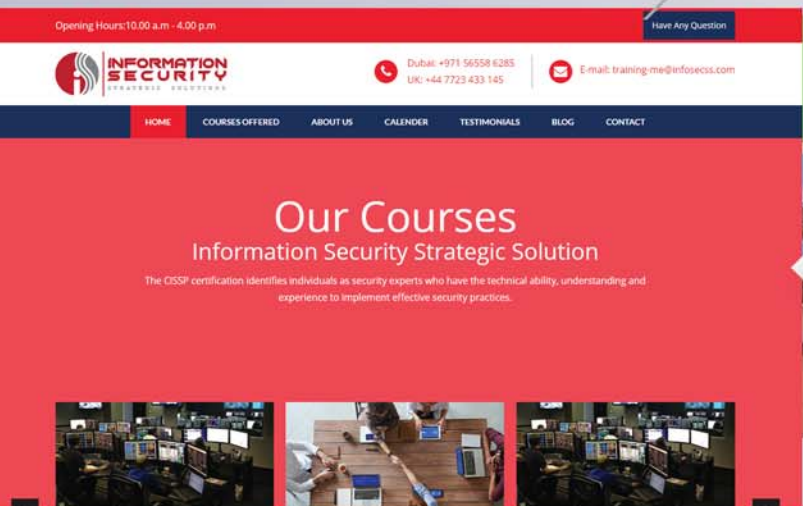 Opening Hours:10.00 a.m - 4.00 p.m
Have Any Question
INFORMATION
SECURITY
STRATEGIC SOLUTIONS
Dubai: +971 56558 6285
UK: +44 7723 433 145
E-mail: training-me@infosecss.com
HOME COURSES OFFERED ABOUT US CALENDER TESTIMONIALS BLOG CONTACT
Our Courses
Information Security Strategic Solution
The CISSP certification identifies individuals as security experts who have the technical ability, understanding and
experience to implement effective security practices.